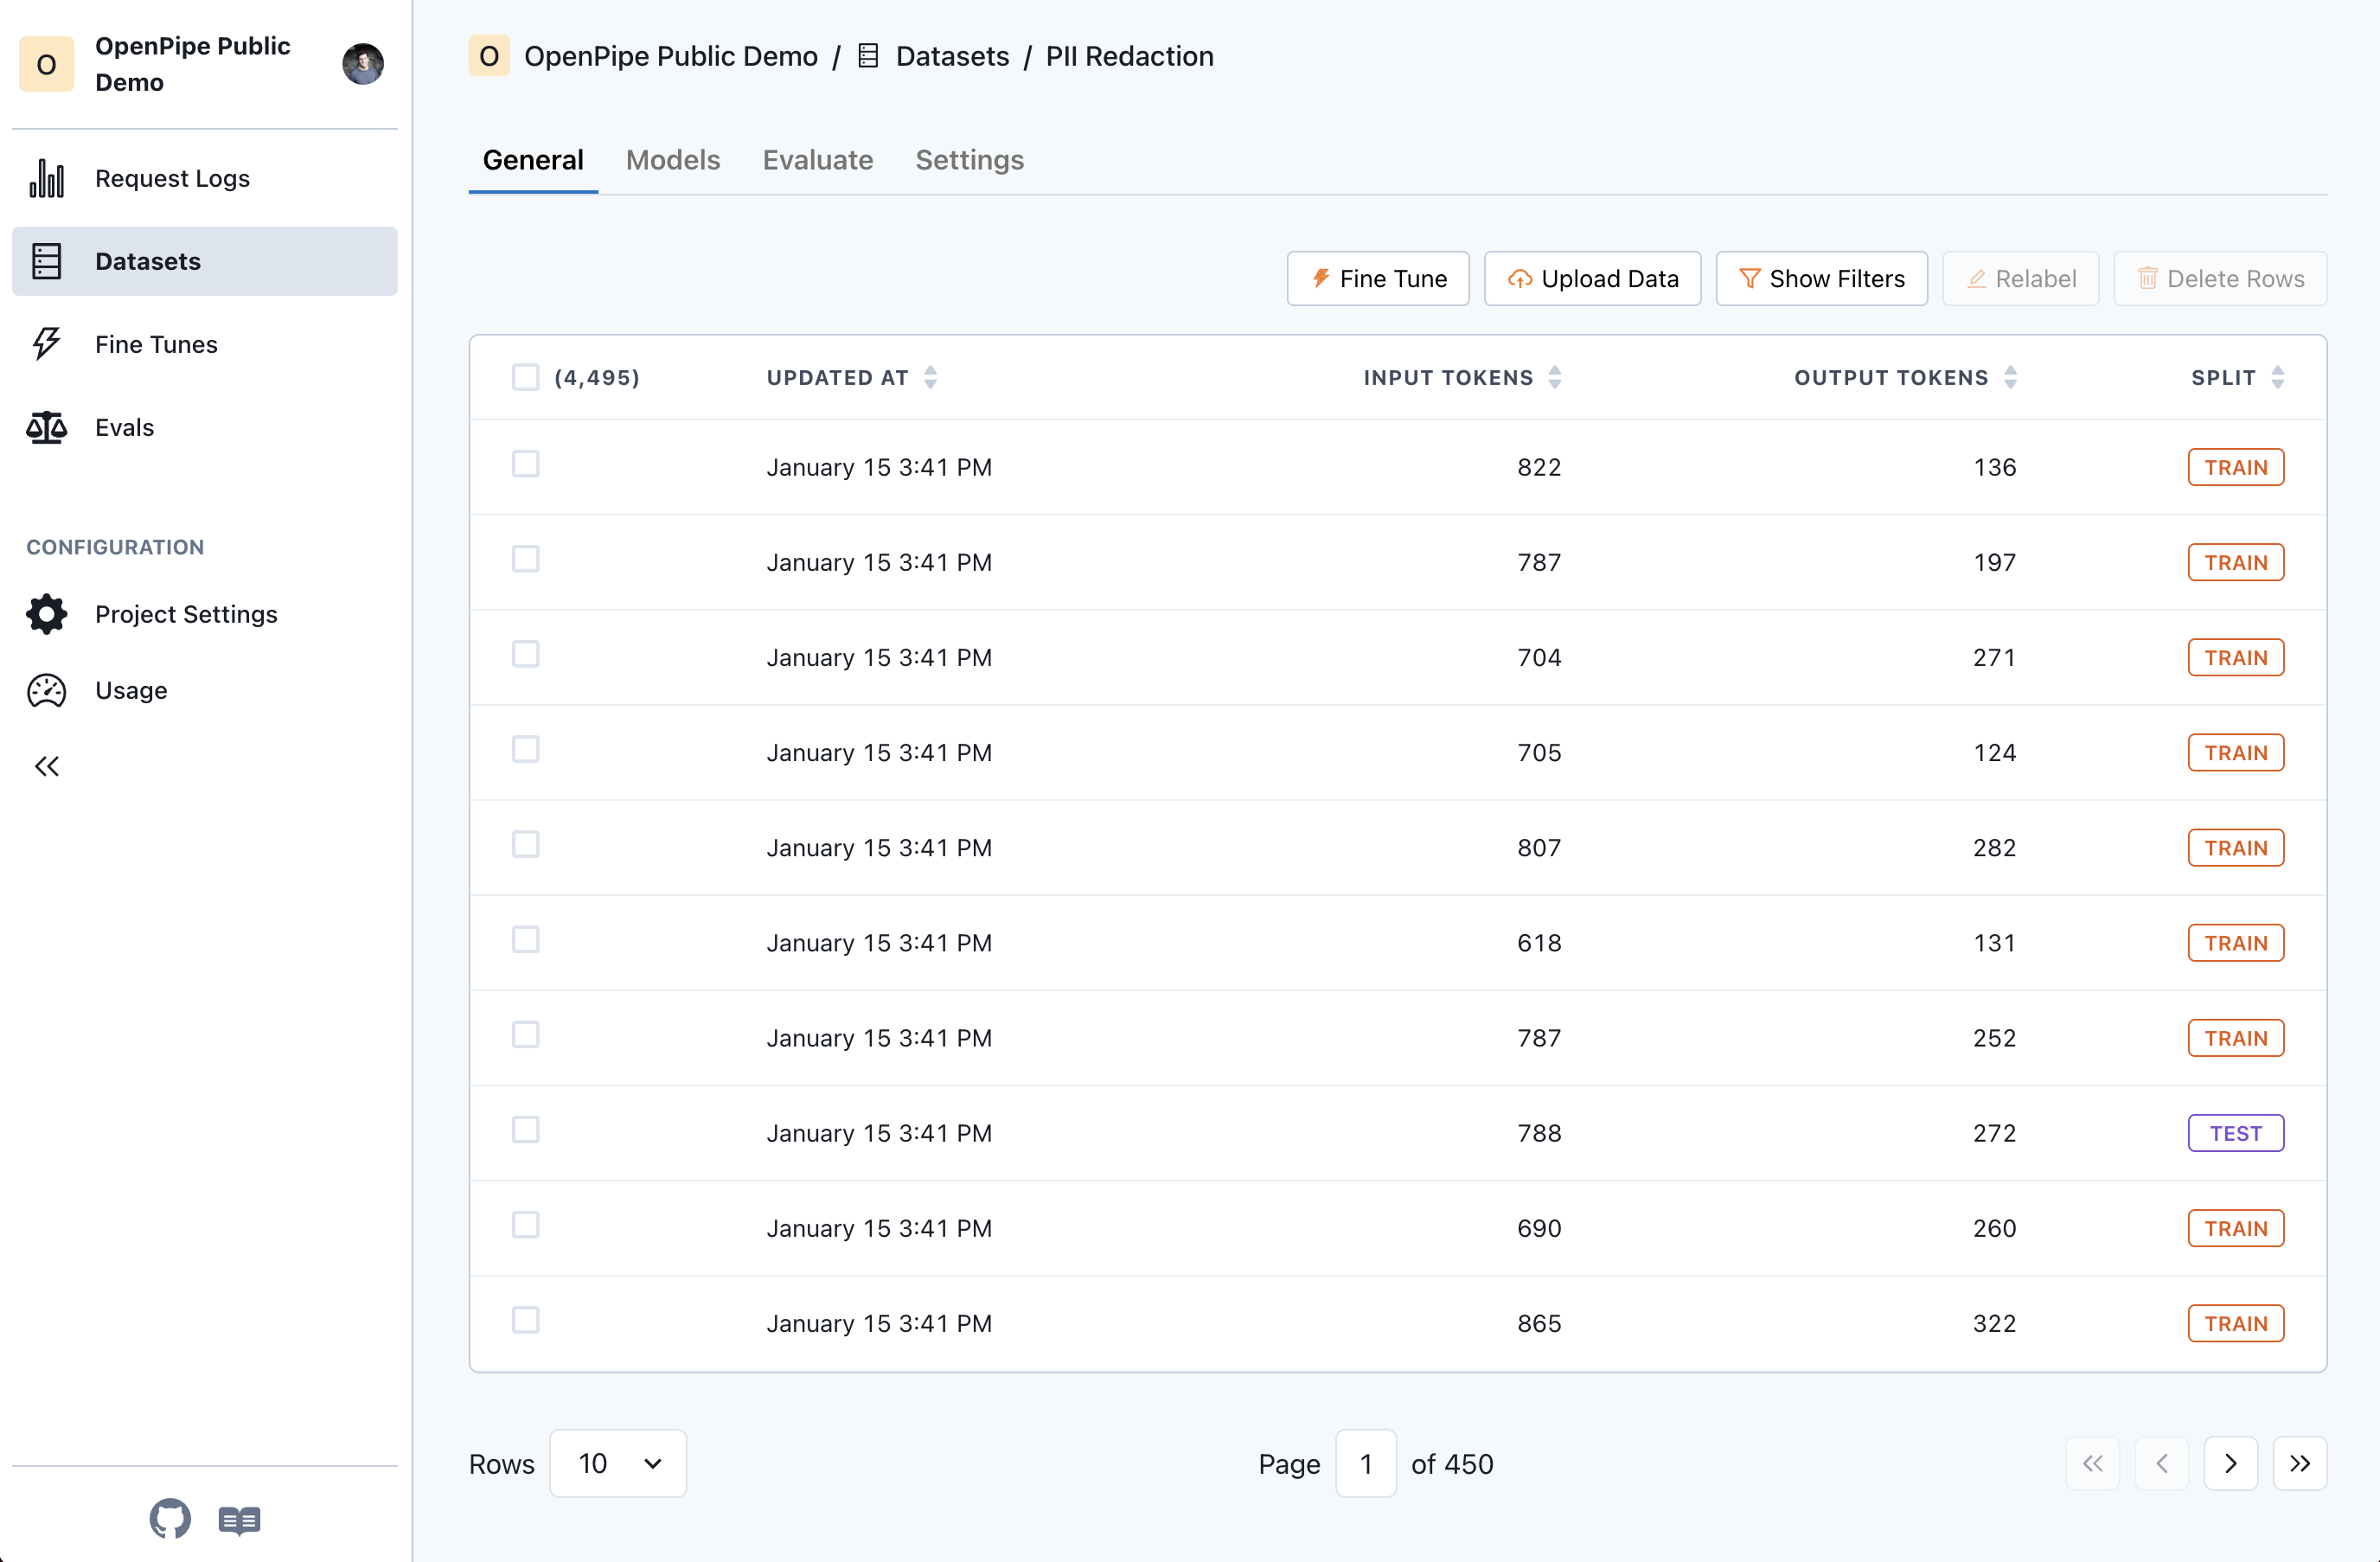 O
OpenPipe Public
Demo
Request Logs
Datasets
Fine Tunes
Evals
CONFIGURATION
Project Settings
Usage
O OpenPipe Public Demo / Datasets / PII Redaction
General Models Evaluate Settings
Fine Tune Upload Data Show Filters Relabel Delete Rows
(4,495) UPDATED AT INPUT TOKENS OUTPUT TOKENS SPLIT
January 15 3:41 PM 822 136 TRAIN
January 15 3:41 PM 787 197 TRAIN
January 15 3:41 PM 704 271 TRAIN
January 15 3:41 PM 705 124 TRAIN
January 15 3:41 PM 807 282 TRAIN
January 15 3:41 PM 618 131 TRAIN
January 15 3:41 PM 787 252 TRAIN
January 15 3:41 PM 788 272 TEST
January 15 3:41 PM 690 260 TRAIN
January 15 3:41 PM 865 322 TRAIN
Rows 10 Page 1 of 450